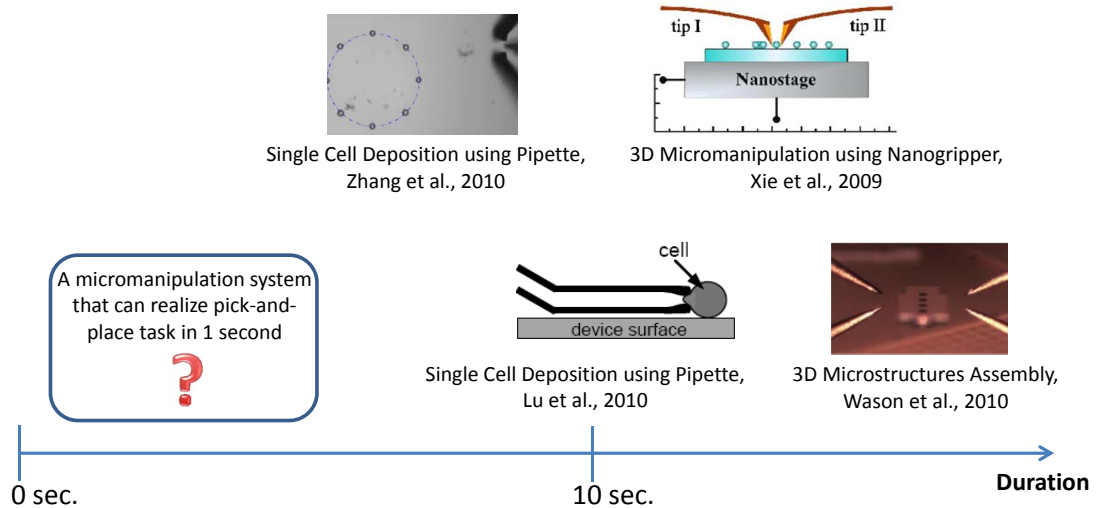 tip I
tip II
Nanostage
Single Cell Deposition using Pipette,
Zhang et al., 2010
3D Micromanipulation using Nanogripper,
Xie et al., 2009
A micromanipulation system
that can realize pick-and-
place task in 1 second
?
cell
device surface
Single Cell Deposition using Pipette,
Lu et al., 2010
3D Microstructures Assembly,
Wason et al., 2010
0 sec.
10 sec.
Duration